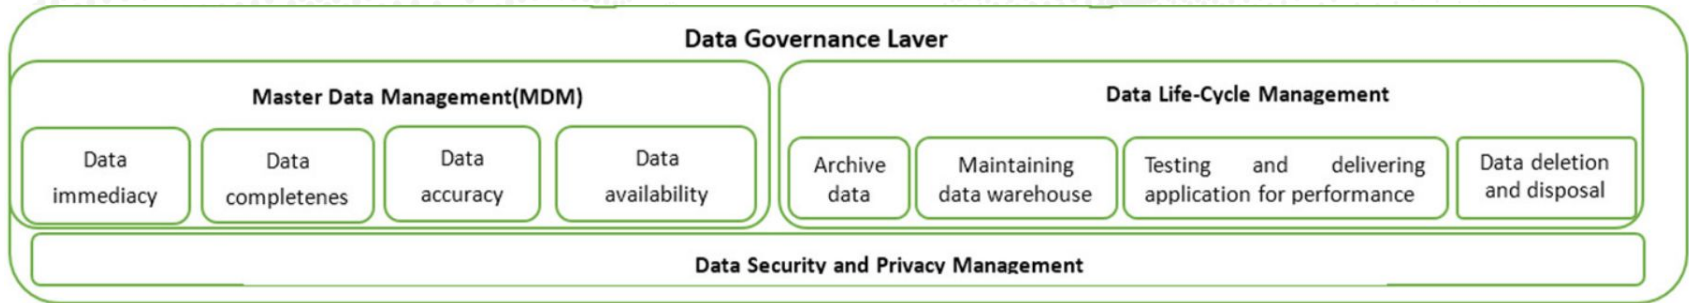 Data Governance Layer
Master Data Management(MDM)
Data
immediacy
Data
completenes
Data
accuracy
Data
availability
Data Life-Cycle Management
Archive
data
Maintaining
data warehouse
Testing and delivering
application for performance
Data deletion
and disposal
Data Security and Privacy Management